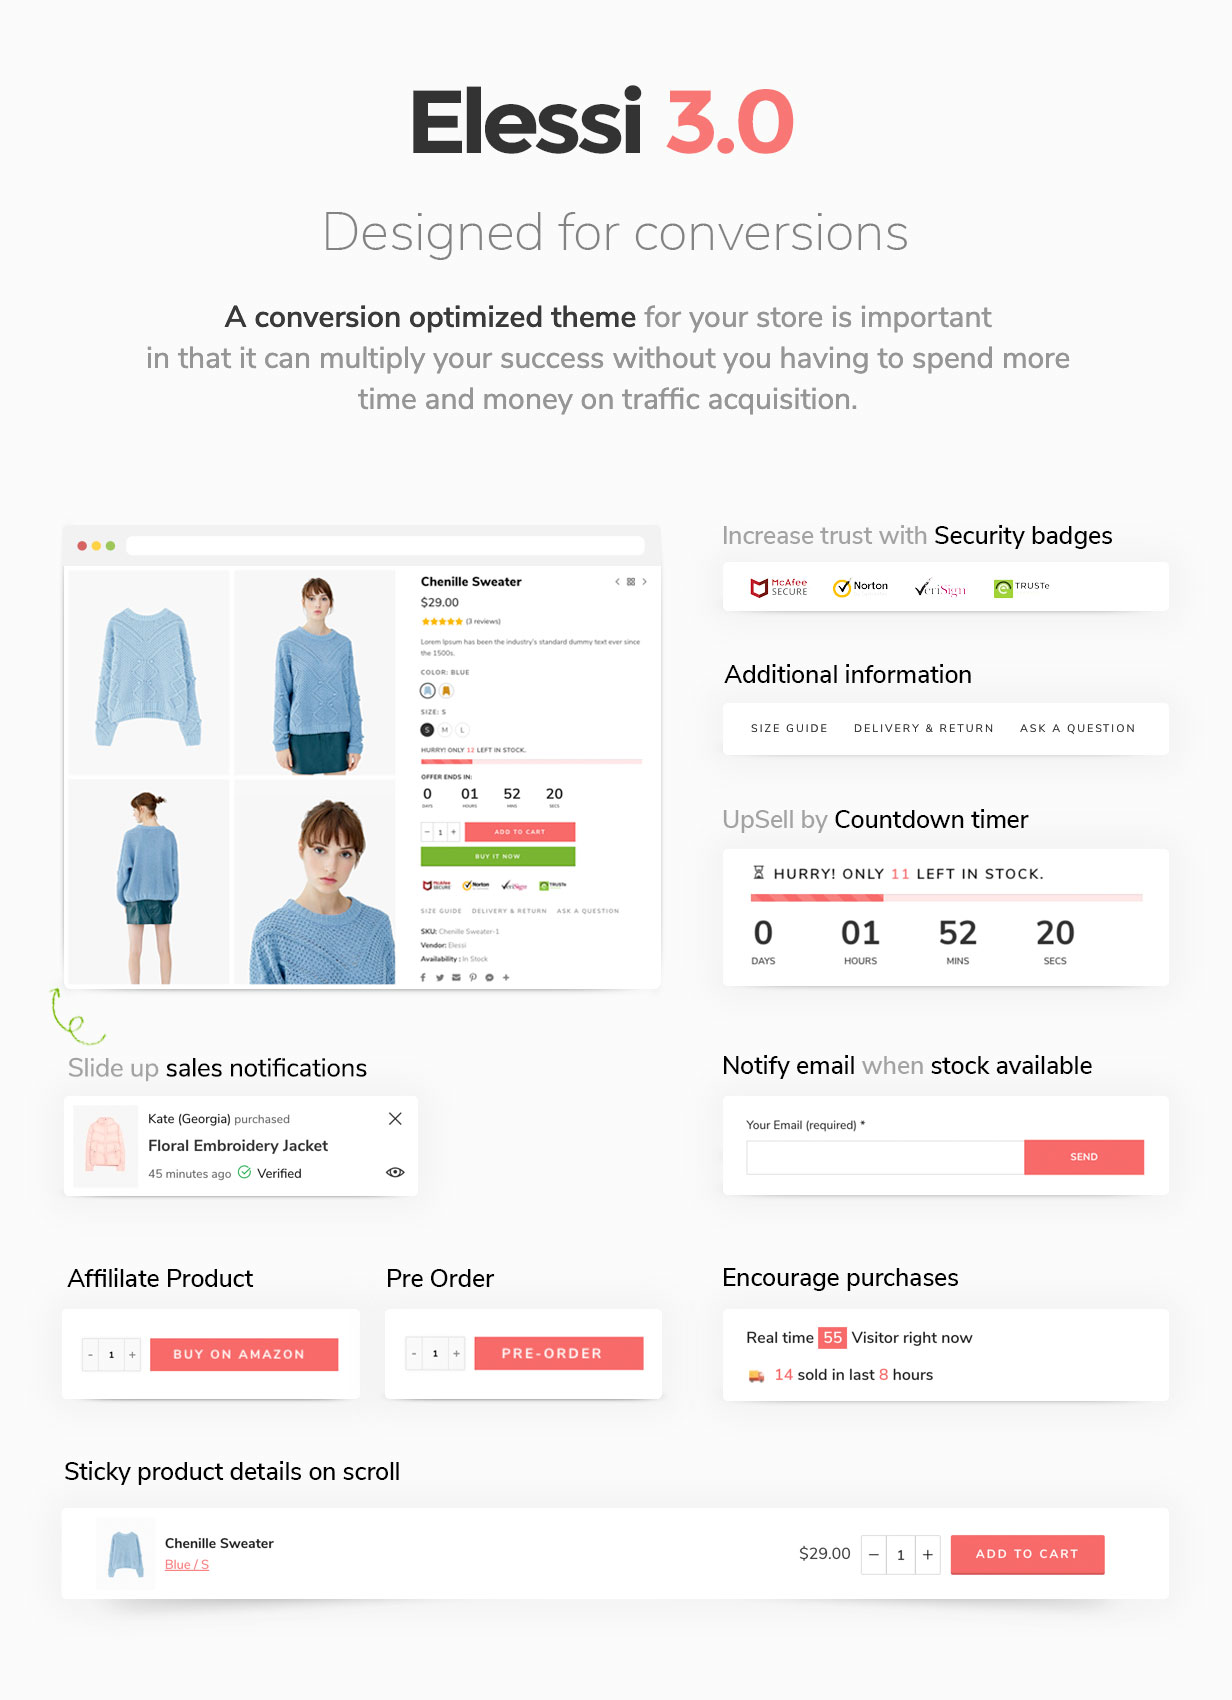 Elessi 3.0
Designed for conversions
A conversion optimized theme for your store is important
in that it can multiply your success without you having to spend more
time and money on traffic acquisition.
Chenille Sweater
$29.00
(3 reviews)
Lorem Ipsum has been the industry's standard dummy text ever since
the 1500s.
COLOR: BLUE
SIZE: S
S M L
HURRY! ONLY 12 LEFT IN STOCK.
OFFER ENDS IN:
0 01 52 20
DAYS HOURS MINS SECS
- 1 + ADD TO CART
BUY IT NOW
McAfee SECURE Norton VeriSign TRUSTe
SIZE GUIDE DELIVERY & RETURN ASK A QUESTION
SKU: Chenille Sweater-1
Vendor: Elessi
Availability : In Stock
Increase trust with Security badges
McAfee SECURE Norton VeriSign TRUSTe
Additional information
SIZE GUIDE DELIVERY & RETURN ASK A QUESTION
UpSell by Countdown timer
HURRY! ONLY 11 LEFT IN STOCK.
0 01 52 20
DAYS HOURS MINS SECS
Slide up sales notifications
Kate (Georgia) purchased
Floral Embroidery Jacket
45 minutes ago Verified
Notify email when stock available
Your Email (required) *
SEND
Affililate Product
- 1 + BUY ON AMAZON
Pre Order
- 1 + PRE-ORDER
Encourage purchases
Real time 55 Visitor right now
14 sold in last 8 hours
Sticky product details on scroll
Chenille Sweater
Blue / S
$29.00 - 1 + ADD TO CART